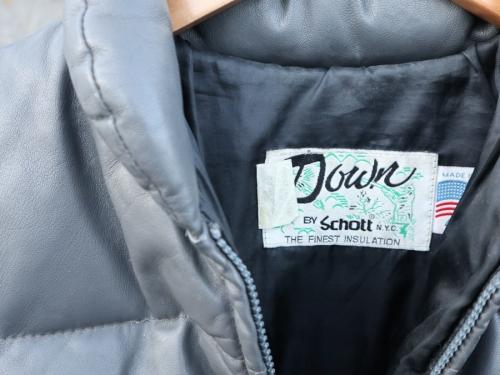 Down
BY Schott N.Y.C.
THE FINEST INSULATION
MADE